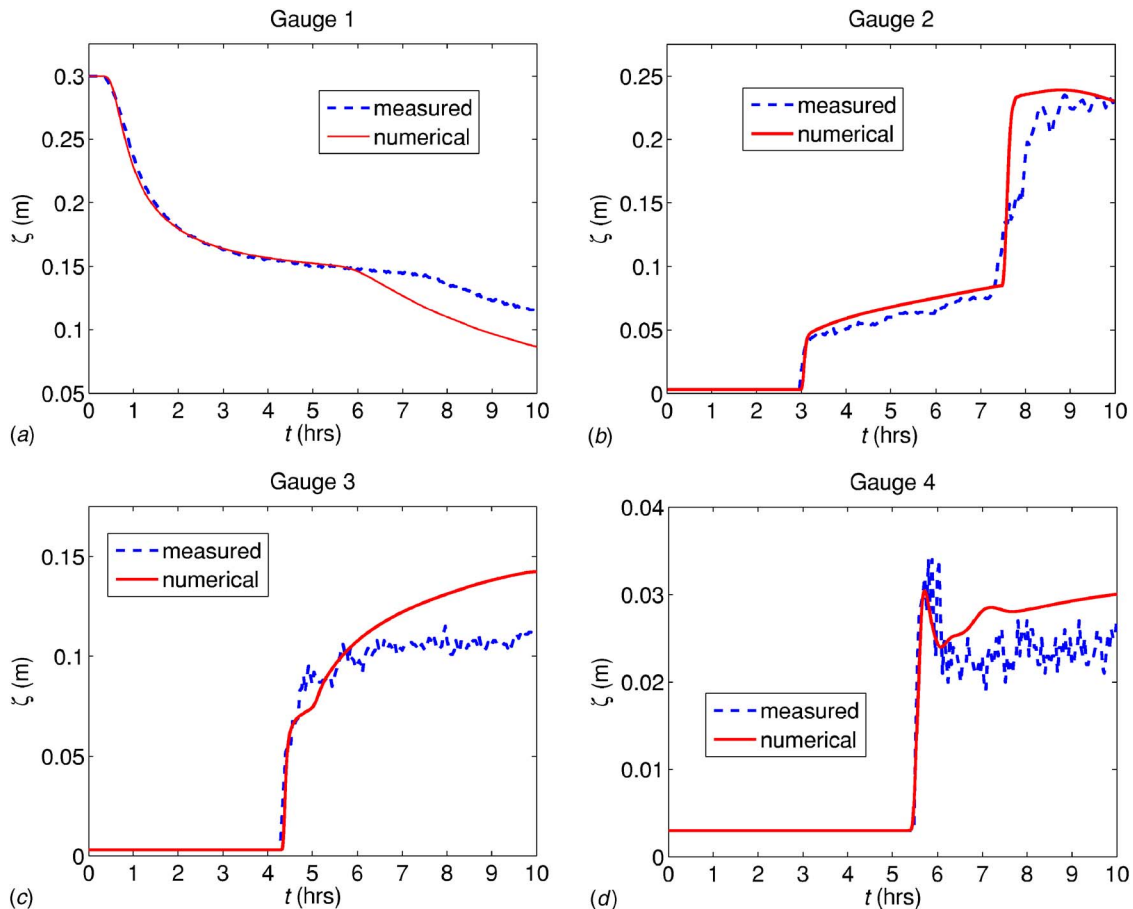 Gauge 1
0.3
0.25
0.2
0.15
0.1
0.05
ζ (m)
measured
numerical
0 1 2 3 4 5 6 7 8 9 10
t (hrs)
(a)
Gauge 2
0.25
0.2
0.15
0.1
0.05
0
ζ (m)
measured
numerical
0 1 2 3 4 5 6 7 8 9 10
t (hrs)
(b)
Gauge 3
0.15
0.1
0.05
0
ζ (m)
measured
numerical
0 1 2 3 4 5 6 7 8 9 10
t (hrs)
(c)
Gauge 4
0.04
0.03
0.02
0.01
0
ζ (m)
measured
numerical
0 1 2 3 4 5 6 7 8 9 10
t (hrs)
(d)